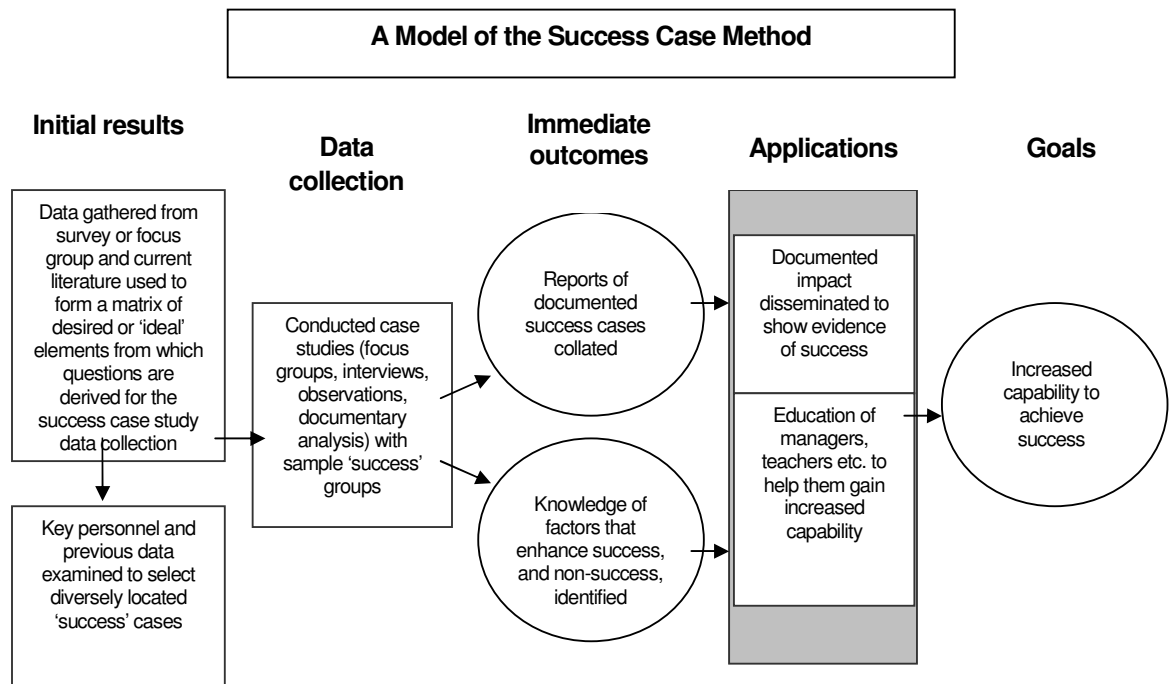 A Model of the Success Case Method
Initial results
Data
collection
Immediate
outcomes
Applications
Goals
Data gathered from
survey or focus
group and current
literature used to
form a matrix of
desired or ‘ideal’
elements from which
questions are
derived for the
success case study
data collection
Key personnel and
previous data
examined to select
diversely located
‘success’ cases
Conducted case
studies (focus
groups, interviews,
observations,
documentary
analysis) with
sample ‘success’
groups
Reports of
documented
success cases
collated
Knowledge of
factors that
enhance success,
and non-success,
identified
Documented
impact
disseminated to
show evidence
of success
Education of
managers,
teachers etc. to
help them gain
increased
capability
Increased
capability to
achieve
success